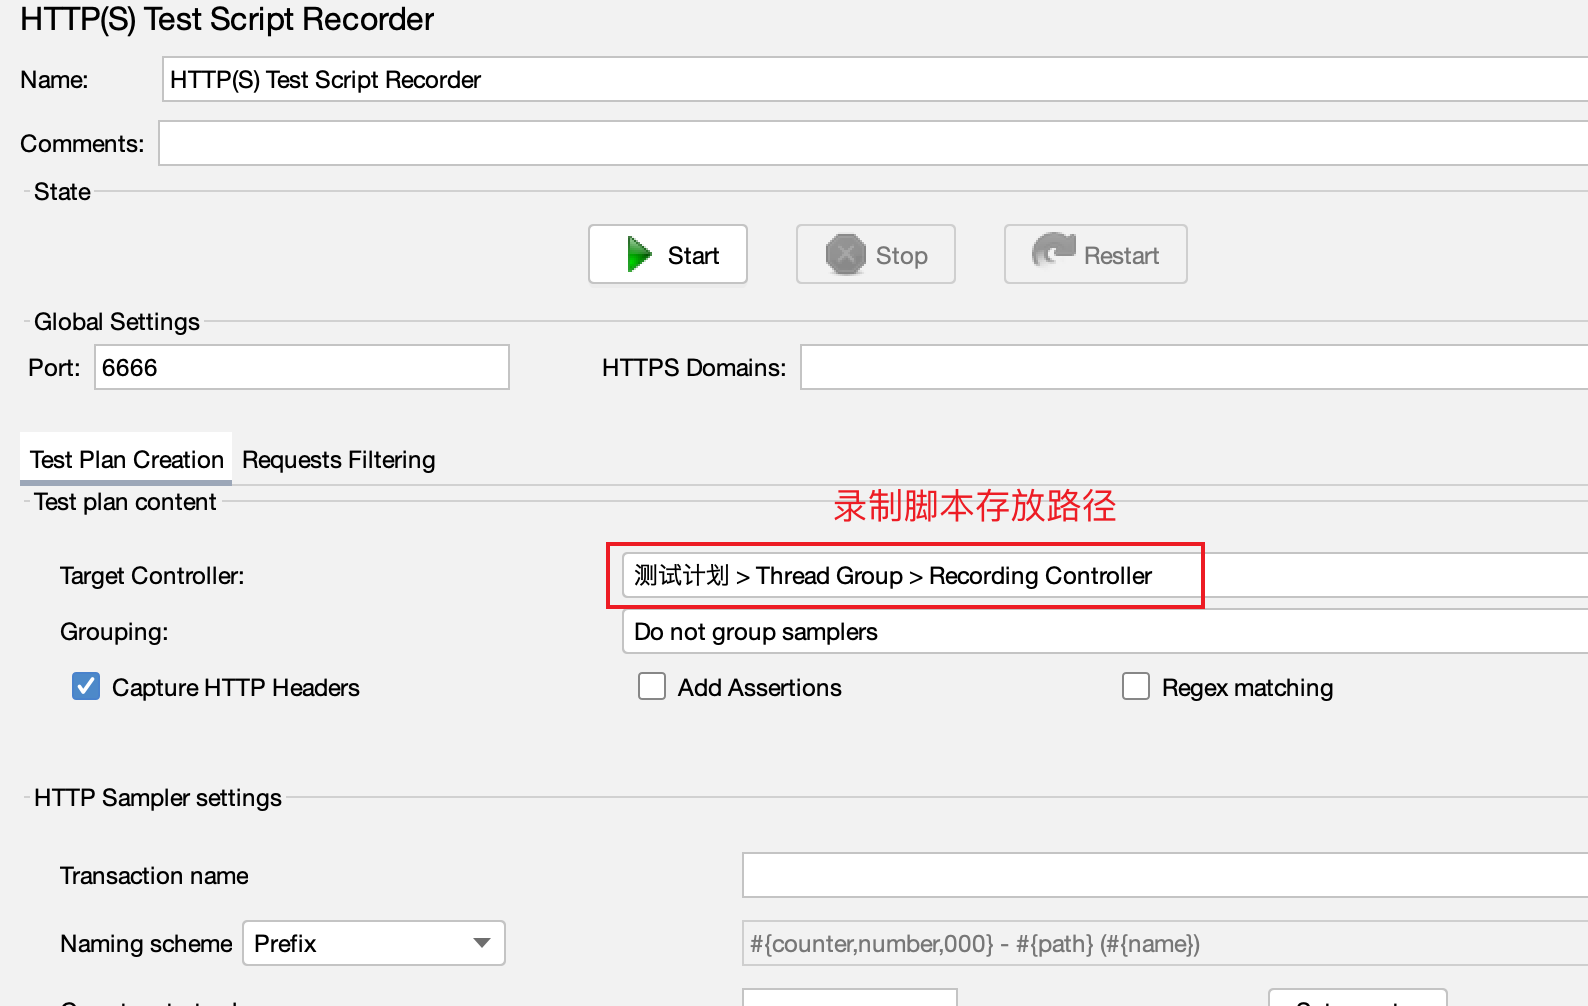 HTTP(S) Test Script Recorder
Name: HTTP(S) Test Script Recorder
Comments:
State
Start Stop Restart
Global Settings
Port: 6666 HTTPS Domains:
Test Plan Creation Requests Filtering
Test plan content
录制脚本存放路径
Target Controller: 测试计划 > Thread Group > Recording Controller
Grouping: Do not group samplers
Capture HTTP Headers Add Assertions Regex matching
HTTP Sampler settings
Transaction name
Naming scheme Prefix #{counter,number,000} - #{path} (#{name})